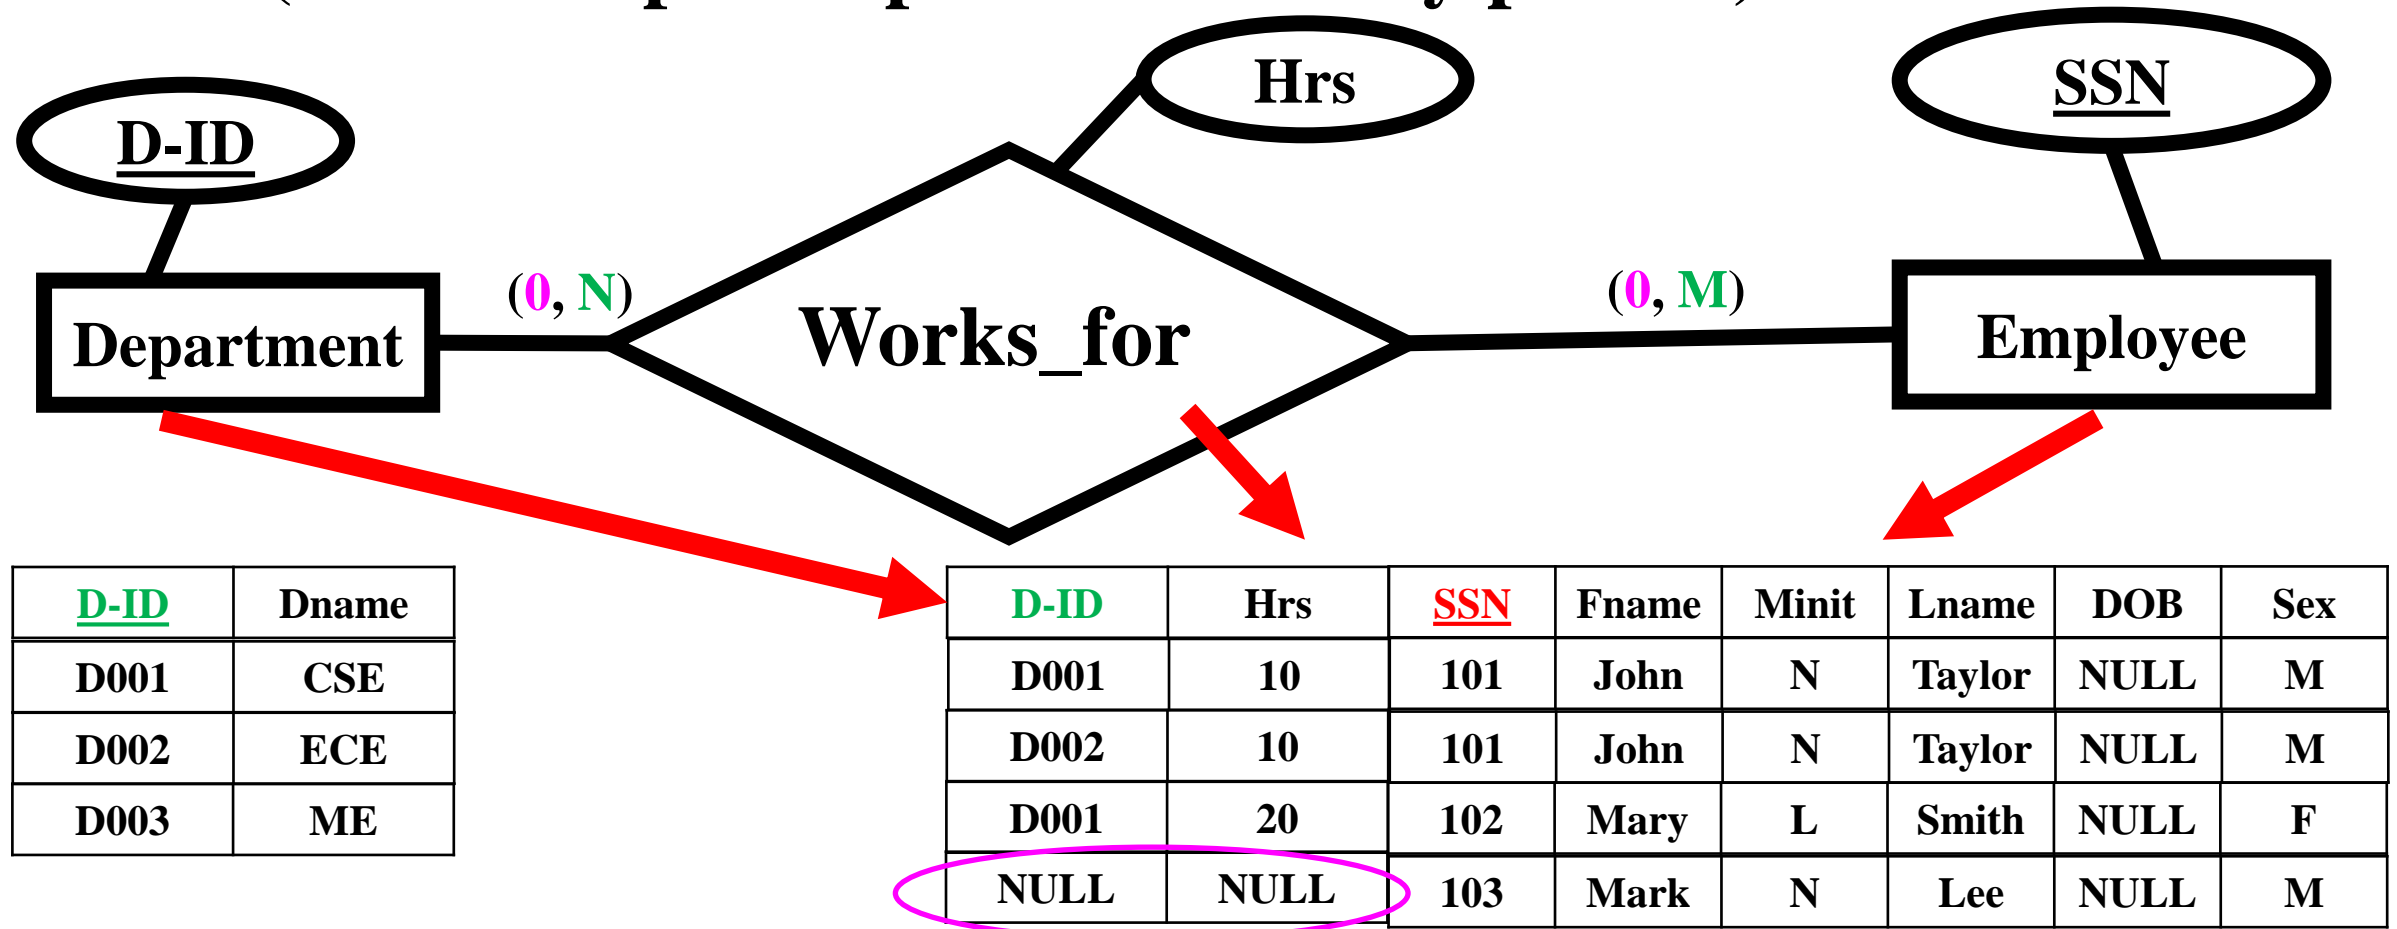 Hrs
SSN
D-ID
(0, N)
(0, M)
Department
Works_for
Employee
D-ID Dname
D001 CSE
D002 ECE
D003 ME
D-ID Hrs SSN Fname Minit Lname DOB Sex
D001 10 101 John N Taylor NULL M
D002 10 101 John N Taylor NULL M
D001 20 102 Mary L Smith NULL F
NULL NULL 103 Mark N Lee NULL M